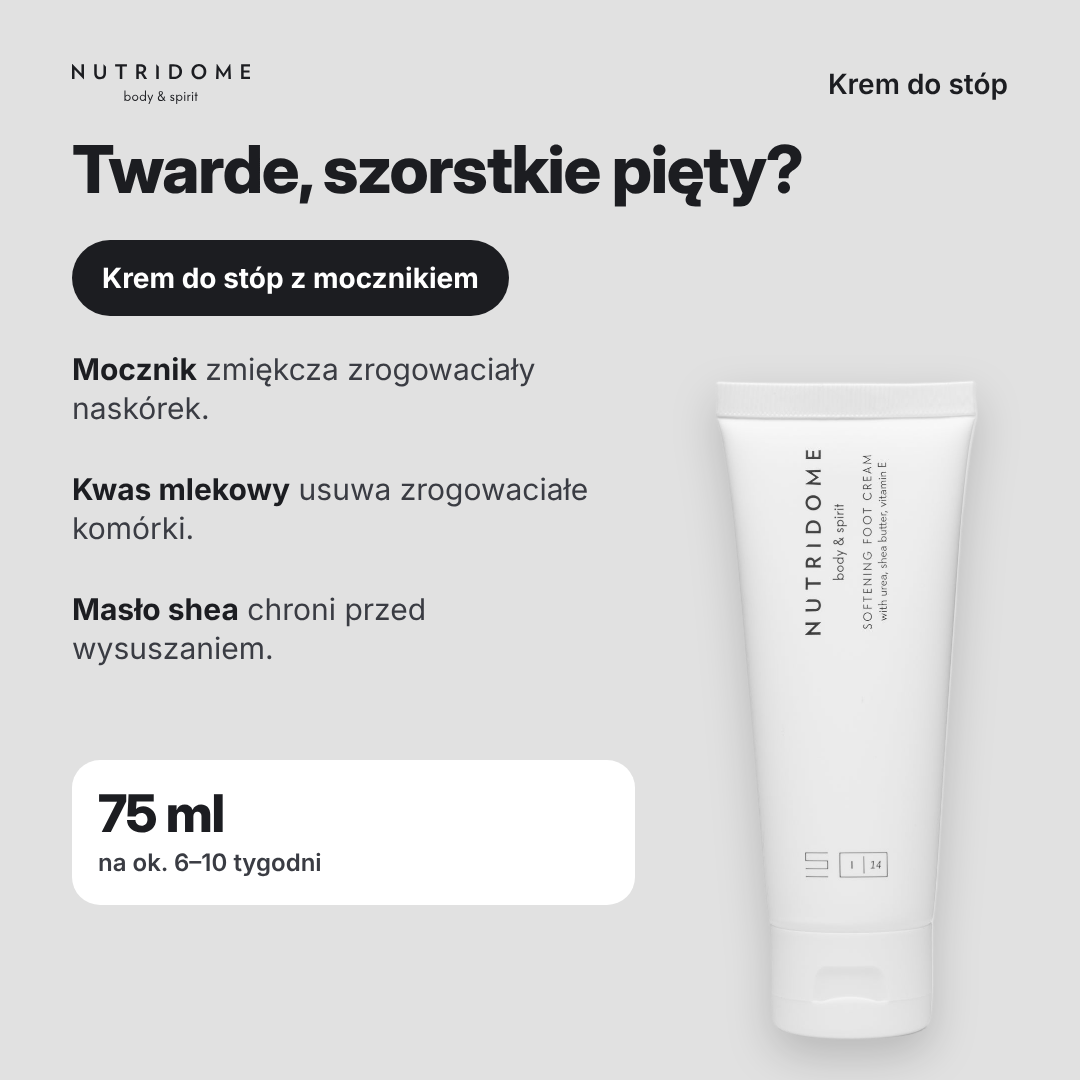 NUTRIDOME
body & spirit
Krem do stóp
Twarde, szorstkie pięty?
Krem do stóp z mocznikiem
Mocznik zmiękcza zrogowaciały
naskórek.
Kwas mlekowy usuwa zrogowaciałe
komórki.
Masło shea chroni przed
wysuszaniem.
75 ml
na ok. 6–10 tygodni
NUTRIDOME
body & spirit
SOFTENING FOOT CREAM
with urea, shea butter, vitamin E
I 14